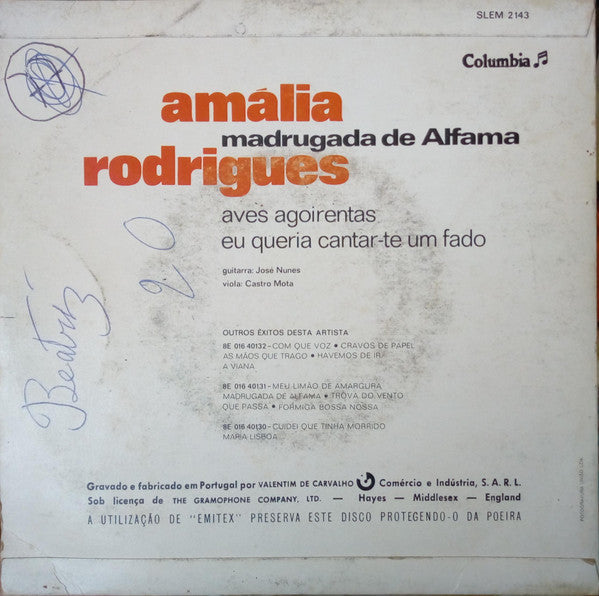 SLEM 2143
Columbia
amália
madrugada de Alfama
rodrigues
aves agoirentas
eu queria cantar-te um fado
guitarra: José Nunes
viola: Castro Mota
20
Beatriz
OUTROS ÊXITOS DESTA ARTISTA
8E 016 40132 - COM QUE VOZ • CRAVOS DE PAPEL
AS MÃOS QUE TRAGO • HAVEMOS DE IR
A VIANA
8E 016 40131 - MEU LIMÃO DE AMARGURA
MADRUGADA DE ALFAMA • TROVA DO VENTO
QUE PASSA • FORMIGA BOSSA NOSSA
8E 016 40130 - CUIDEI QUE TINHA MORRIDO
MARIA LISBOA
Gravado e fabricado em Portugal por VALENTIM DE CARVALHO Comércio e Indústria, S. A. R. L.
Sob licença de THE GRAMOPHONE COMPANY, LTD. — Hayes — Middlesex — England
A UTILIZAÇÃO DE "EMITEX" PRESERVA ESTE DISCO PROTEGENDO-O DA POEIRA